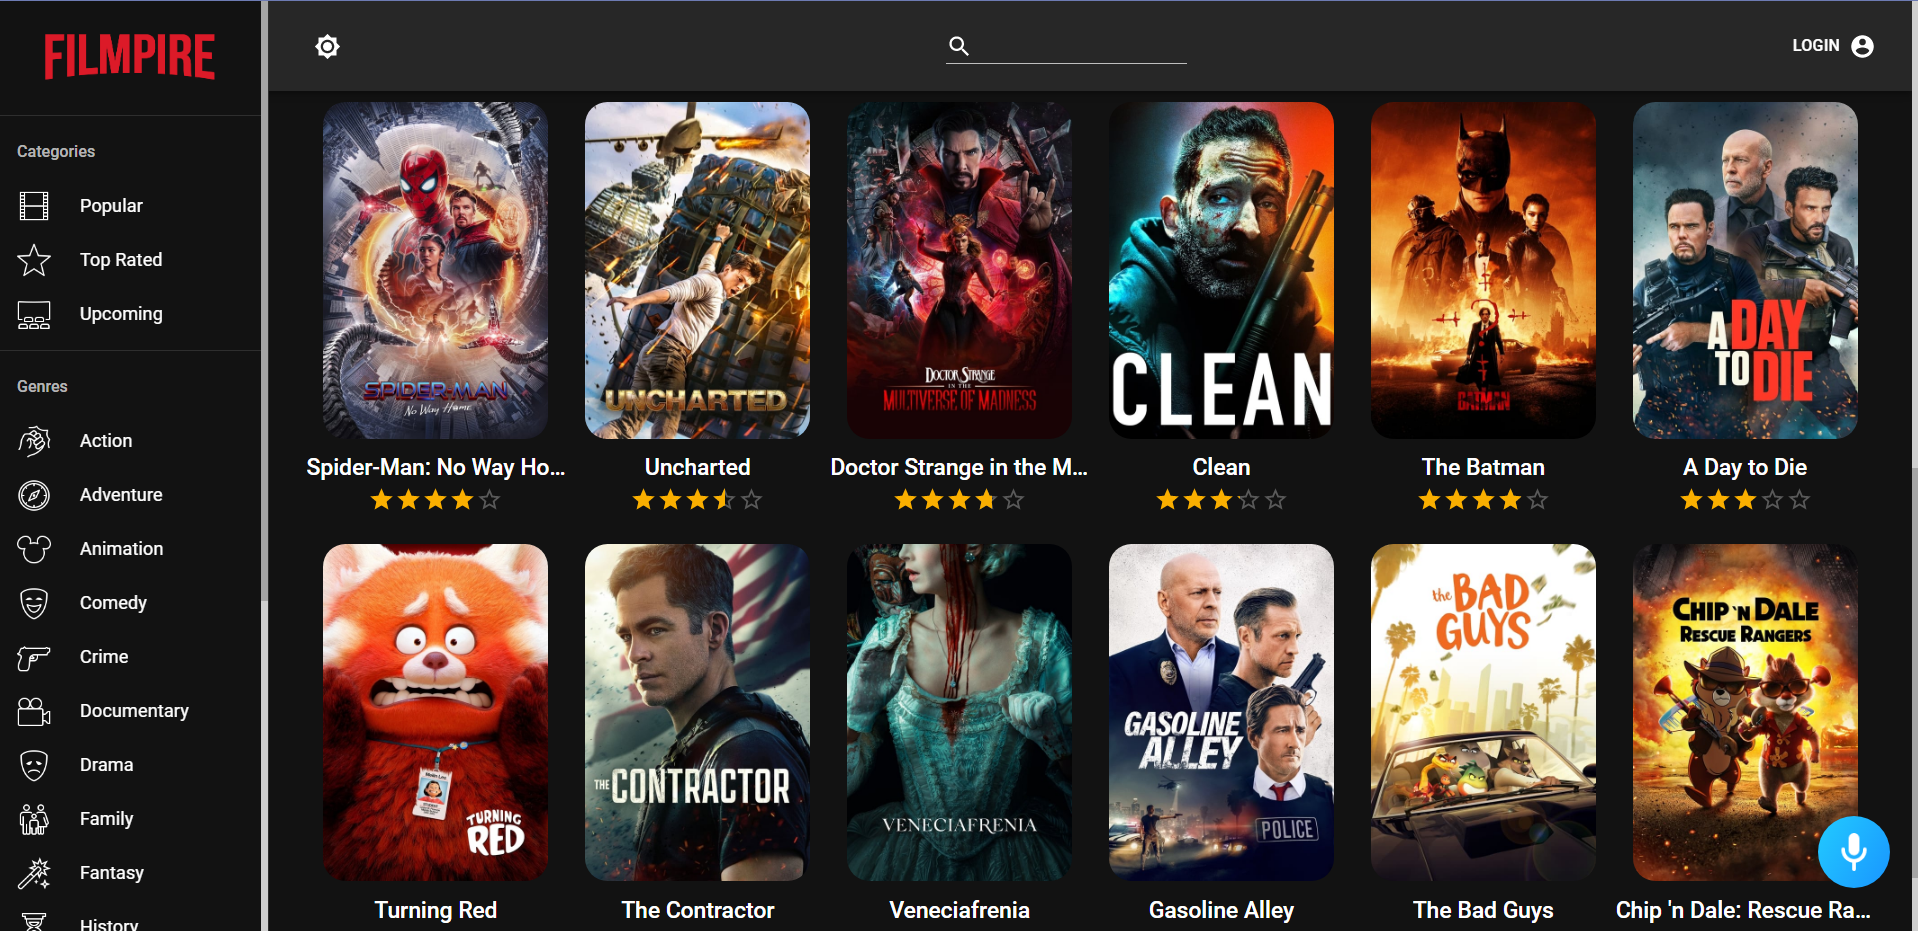 FILMPIRE
LOGIN
Categories
Popular
Top Rated
Upcoming
Genres
Action
Adventure
Animation
Comedy
Crime
Documentary
Drama
Family
Fantasy
History
SPIDER-MAN
No Way Home
UNCHARTED
DOCTOR STRANGE
IN THE
MULTIVERSE OF MADNESS
CLEAN
THE
BATMAN
A DAY
TO DIE
Spider-Man: No Way Ho...
Uncharted
Doctor Strange in the M...
Clean
The Batman
A Day to Die
TURNING
RED
THE CONTRACTOR
VENECIAFRENIA
GASOLINE
ALLEY
POLICE
the BAD
GUYS
CHIP 'N DALE
RESCUE RANGERS
Turning Red
The Contractor
Veneciafrenia
Gasoline Alley
The Bad Guys
Chip 'n Dale: Rescue Ra...